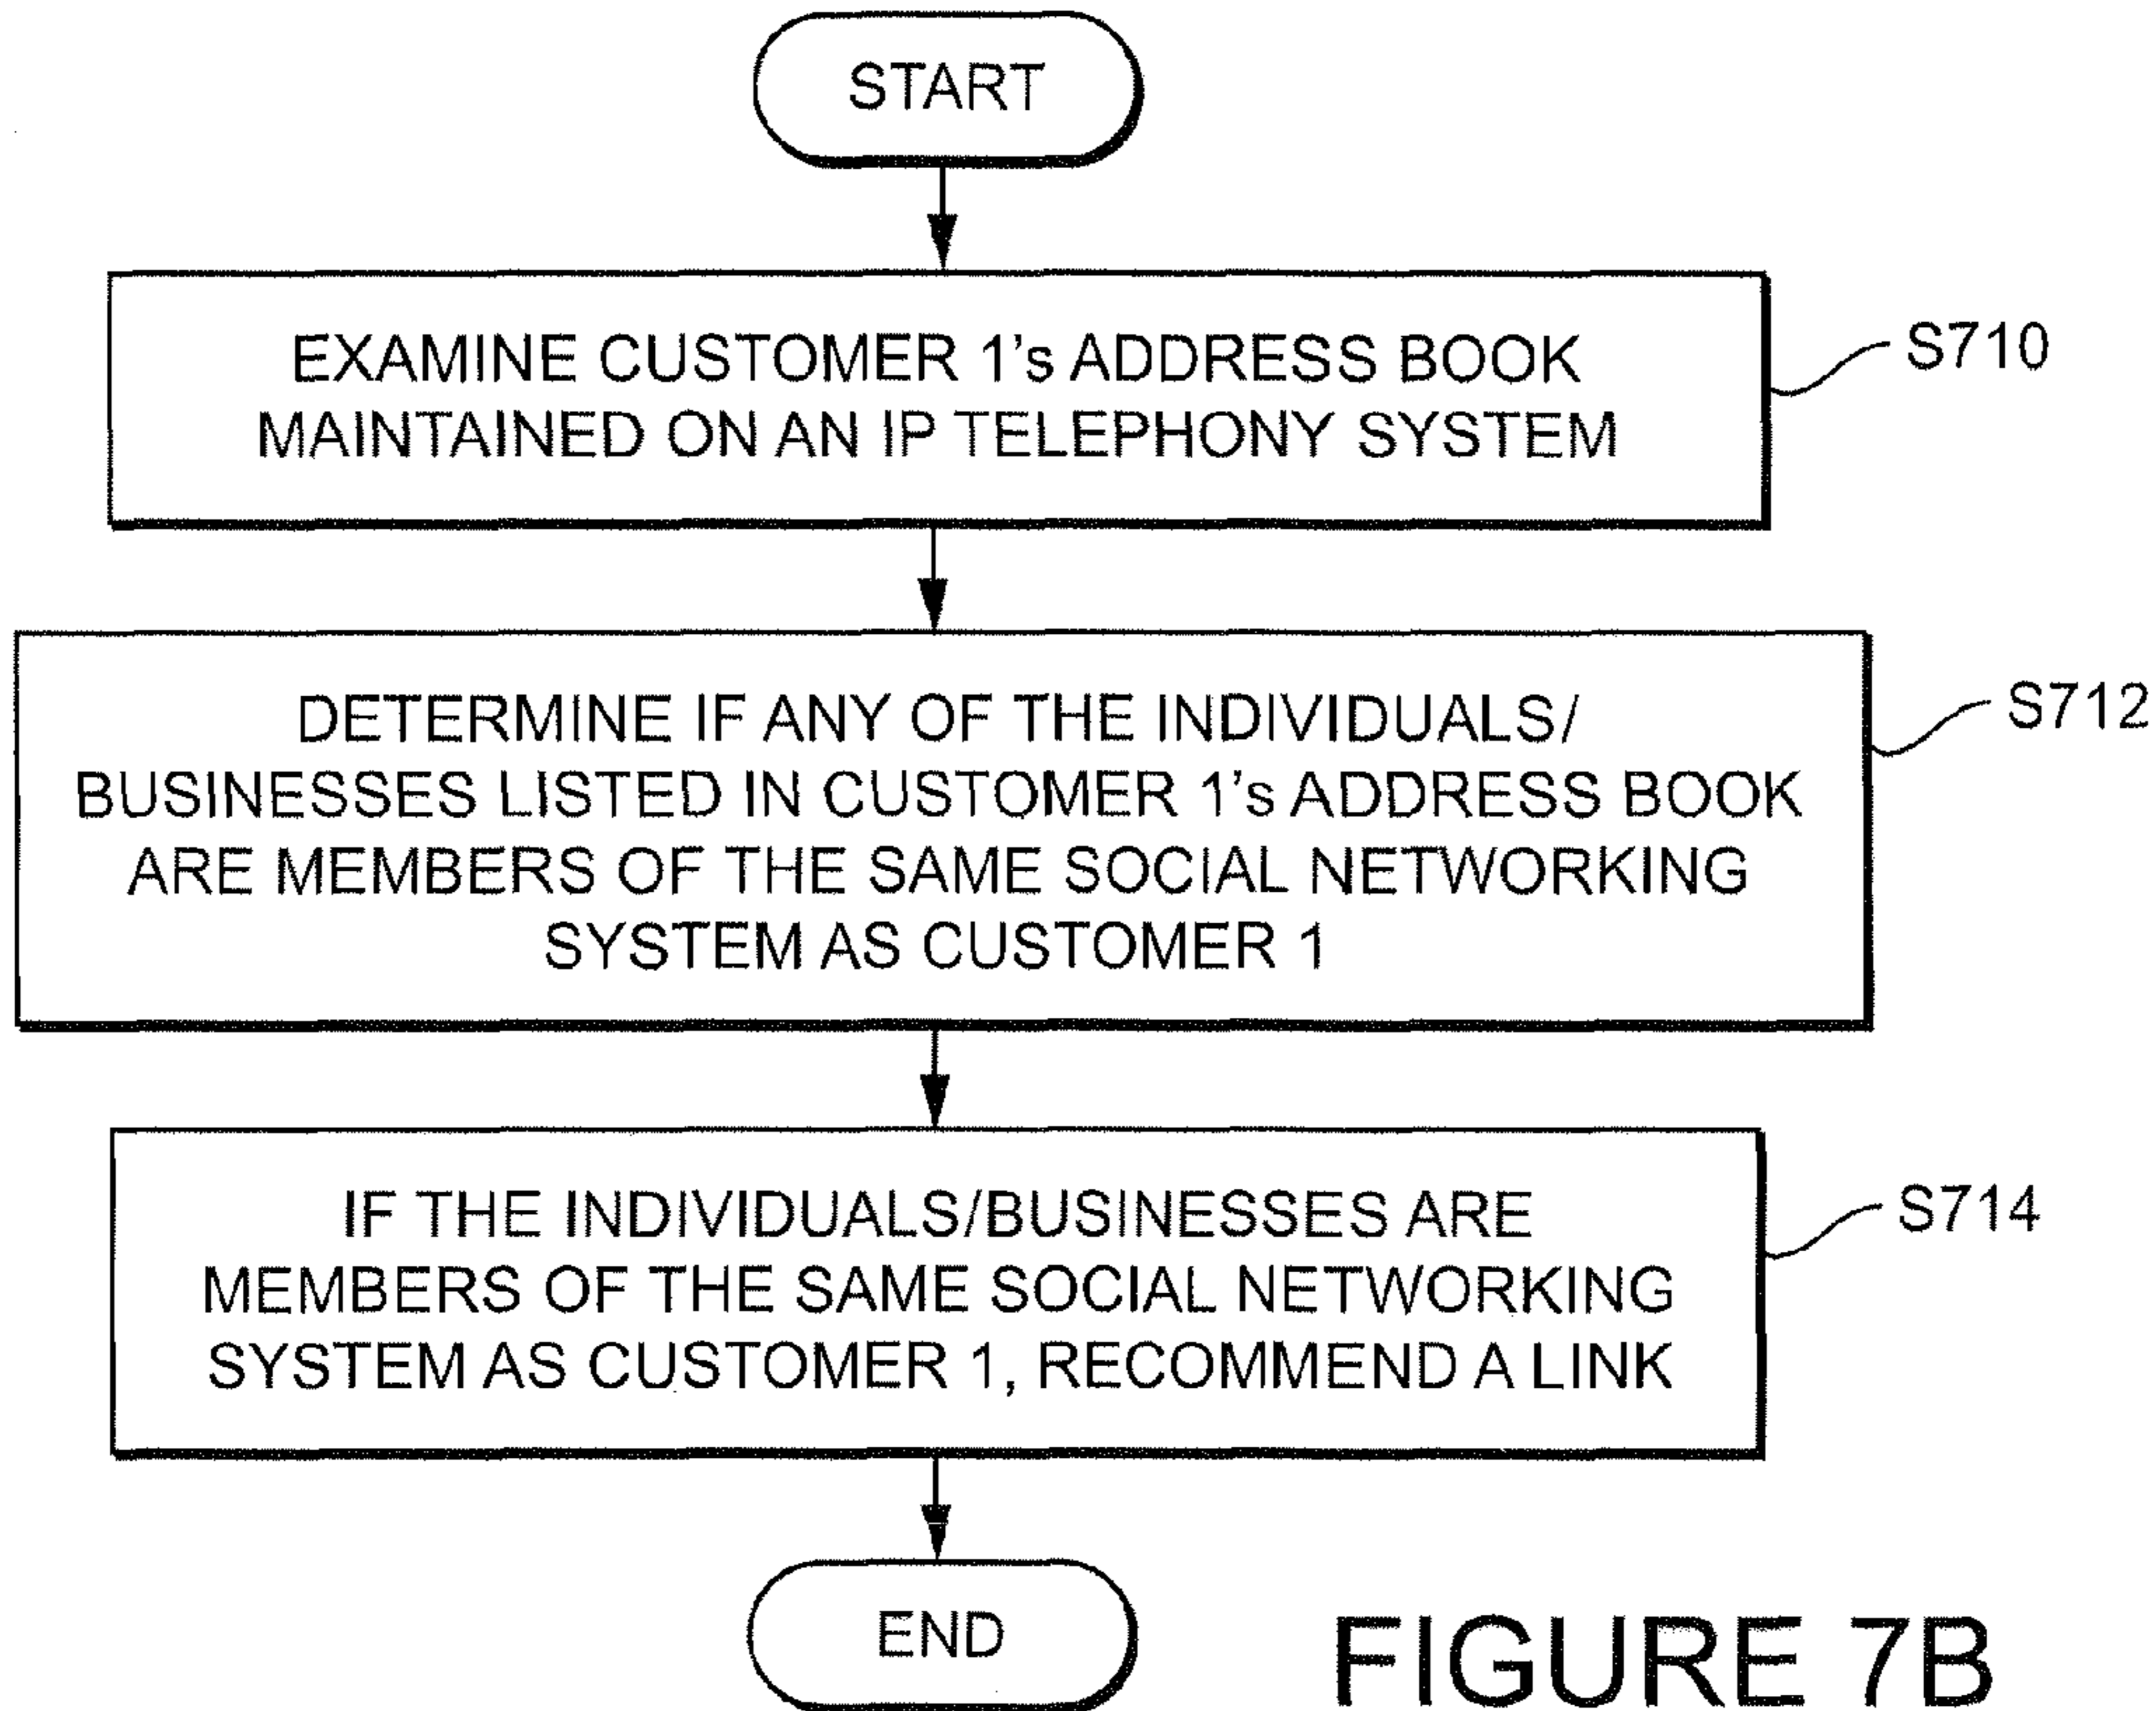 START
EXAMINE CUSTOMER 1's ADDRESS BOOK
MAINTAINED ON AN IP TELEPHONY SYSTEM
S710
DETERMINE IF ANY OF THE INDIVIDUALS/
BUSINESSES LISTED IN CUSTOMER 1's ADDRESS BOOK
ARE MEMBERS OF THE SAME SOCIAL NETWORKING
SYSTEM AS CUSTOMER 1
S712
IF THE INDIVIDUALS/BUSINESSES ARE
MEMBERS OF THE SAME SOCIAL NETWORKING
SYSTEM AS CUSTOMER 1, RECOMMEND A LINK
S714
END
FIGURE 7B